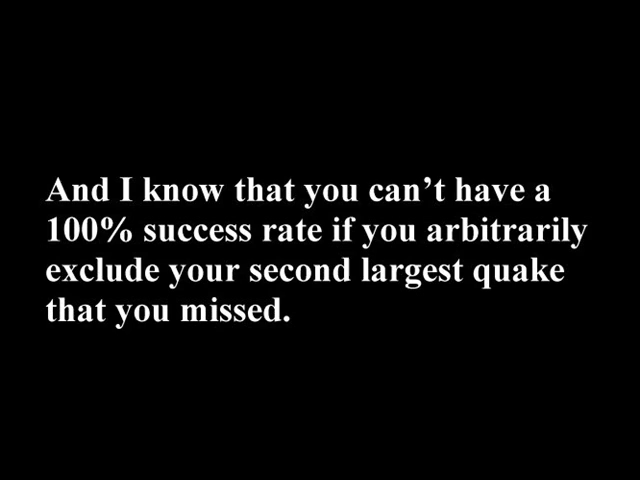 And I know that you can’t have a
100% success rate if you arbitrarily
exclude your second largest quake
that you missed.